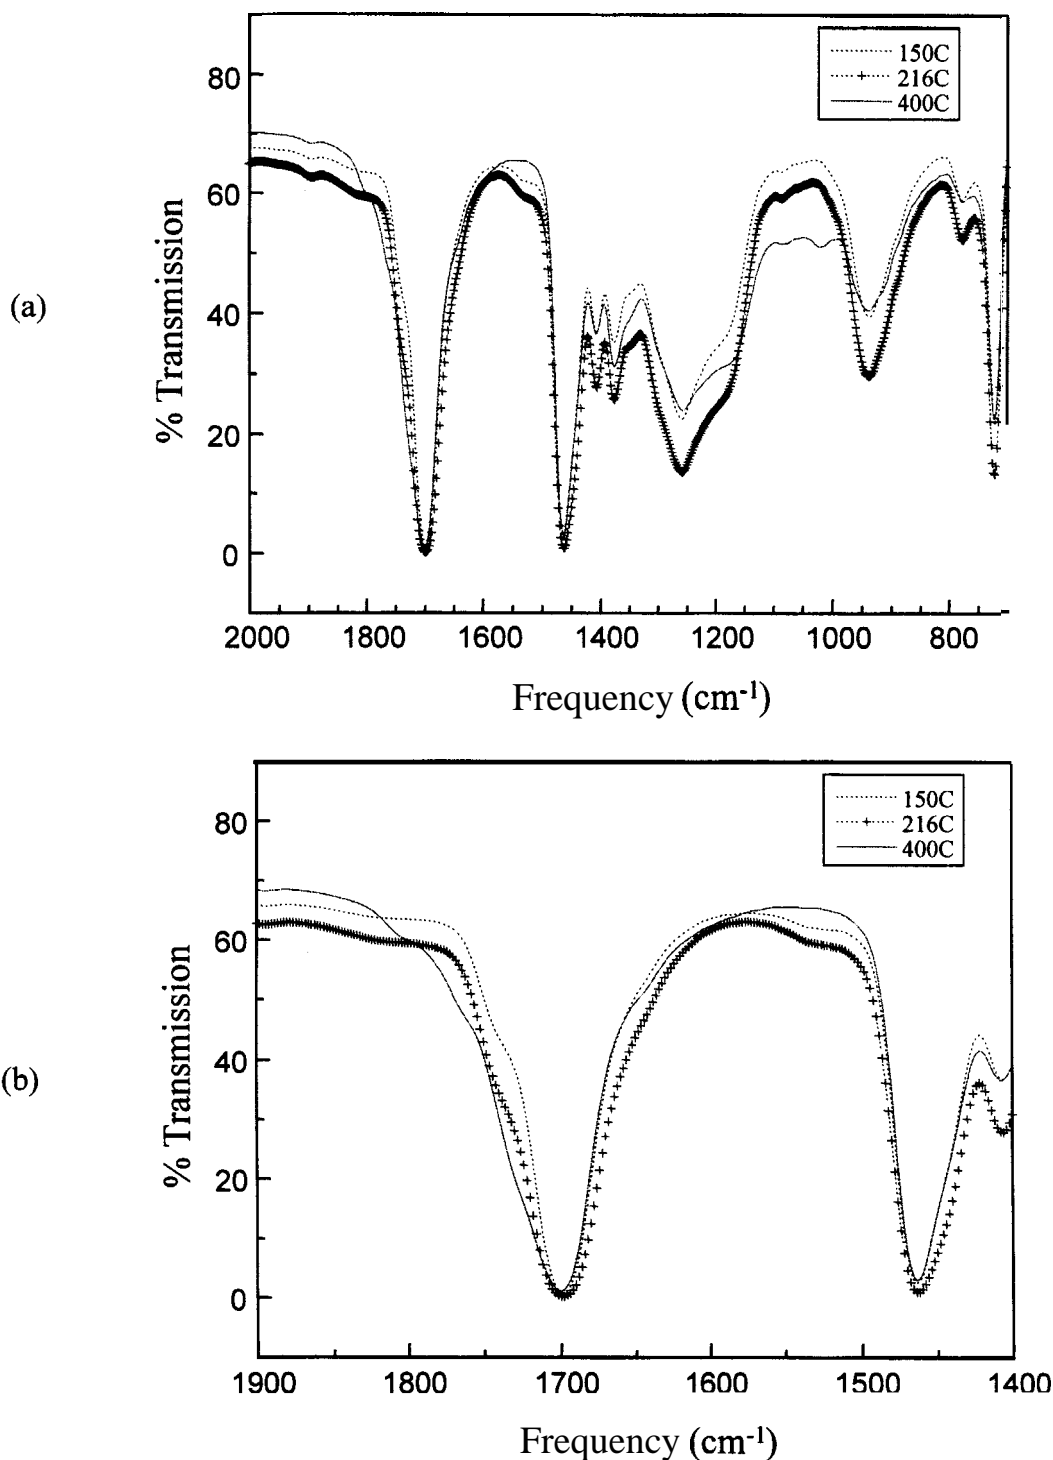 150C
216C
400C
80
60
40
20
0
% Transmission
(a)
2000 1800 1600 1400 1200 1000 800
Frequency (cm-1)
150C
216C
400C
80
60
40
20
0
% Transmission
(b)
1900 1800 1700 1600 1500 1400
Frequency (cm-1)